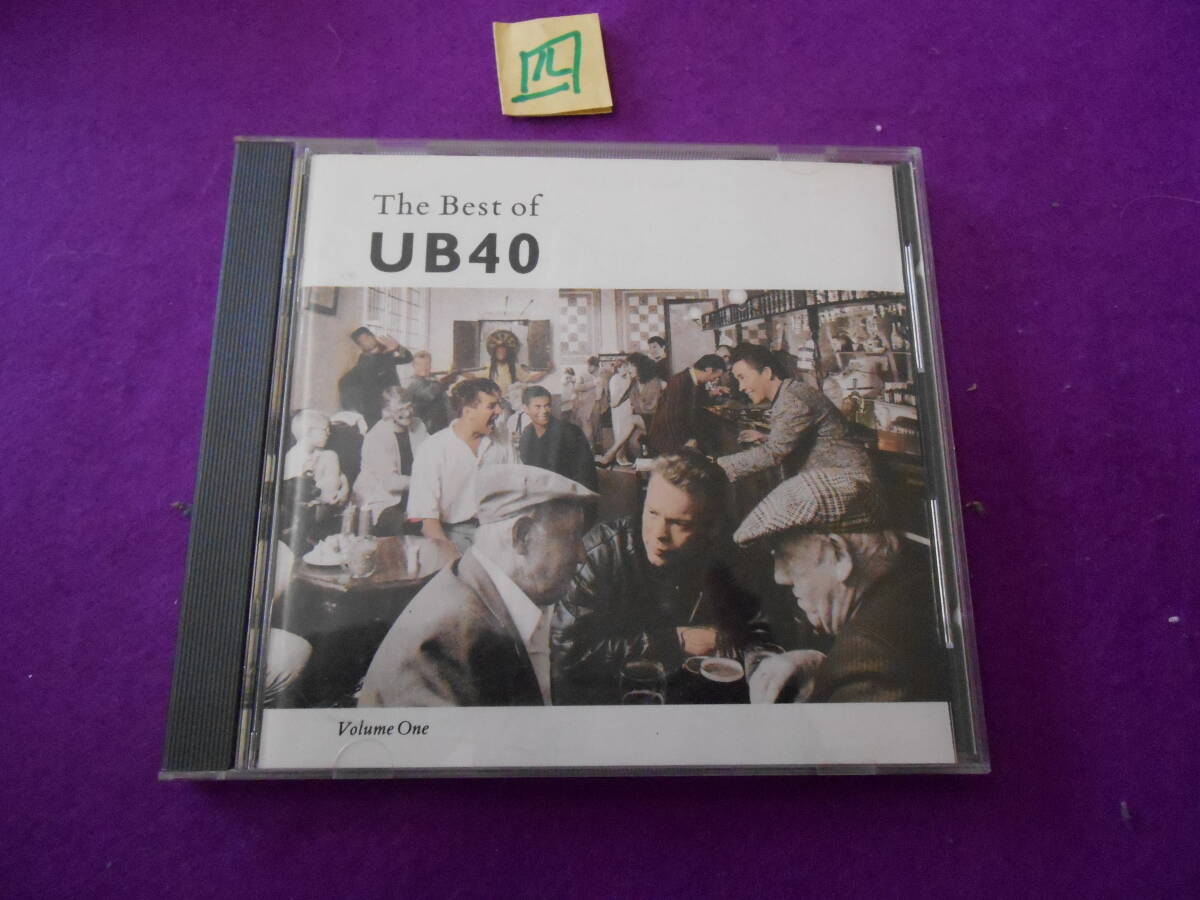 四
The Best of
UB40
Volume One